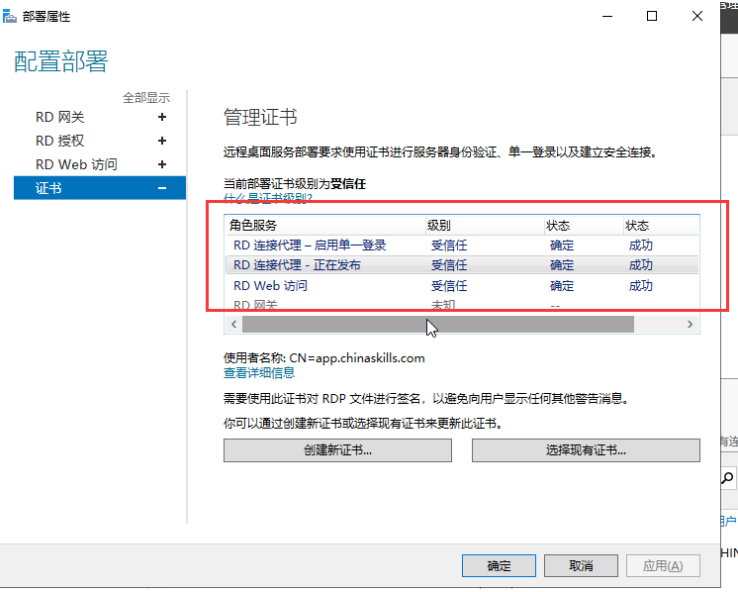 部署属性
配置部署
全部显示
RD 网关 +
RD 授权 +
RD Web 访问 +
证书 −
管理证书
远程桌面服务部署要求使用证书进行服务器身份验证、单一登录以及建立安全连接。
当前部署证书级别为受信任
什么是证书级别?
角色服务 级别 状态 状态
RD 连接代理 – 启用单一登录 受信任 确定 成功
RD 连接代理 - 正在发布 受信任 确定 成功
RD Web 访问 受信任 确定 成功
RD 网关 未知 --
使用者名称: CN=app.chinaskills.com
查看详细信息
需要使用此证书对 RDP 文件进行签名，以避免向用户显示任何其他警告消息。
你可以通过创建新证书或选择现有证书来更新此证书。
创建新证书... 选择现有证书...
确定 取消 应用(A)